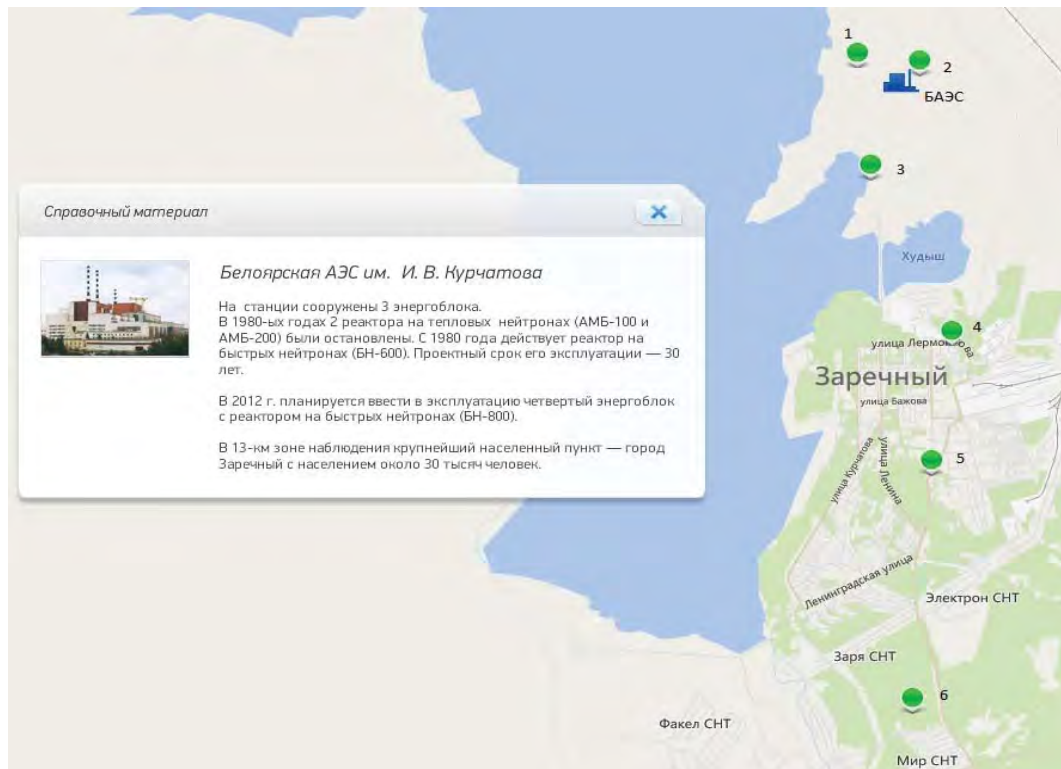 1
2
БАЭС
3
Справочный материал
Белоярская АЭС им. И. В. Курчатова
На станции сооружены 3 энергоблока.
В 1980-ых годах 2 реактора на тепловых нейтронах (АМБ-100 и
АМБ-200) были остановлены. С 1980 года действует реактор на
быстрых нейтронах (БН-600). Проектный срок его эксплуатации — 30
лет.
В 2012 г. планируется ввести в эксплуатацию четвертый энергоблок
с реактором на быстрых нейтронах (БН-800).
В 13-км зоне наблюдения крупнейший населенный пункт — город
Заречный с населением около 30 тысяч человек.
Худыш
4
улица Лермо
ова
Заречный
улица Бажова
улица Курчатова
улица Ленина
5
Ленинградская улица
Электрон СНТ
Заря СНТ
6
Факел СНТ
Мир СНТ